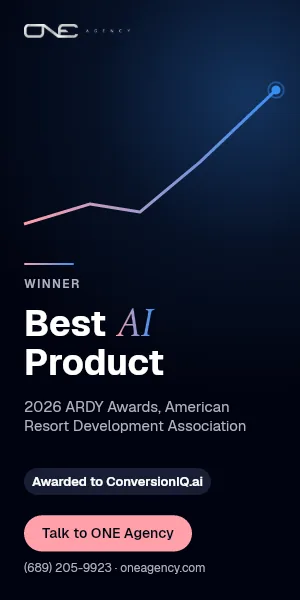 ONE AGENCY
WINNER
Best AI
Product
2026 ARDY Awards, American
Resort Development Association
Awarded to ConversionIQ.ai
Talk to ONE Agency
(689) 205-9923 · oneagency.com